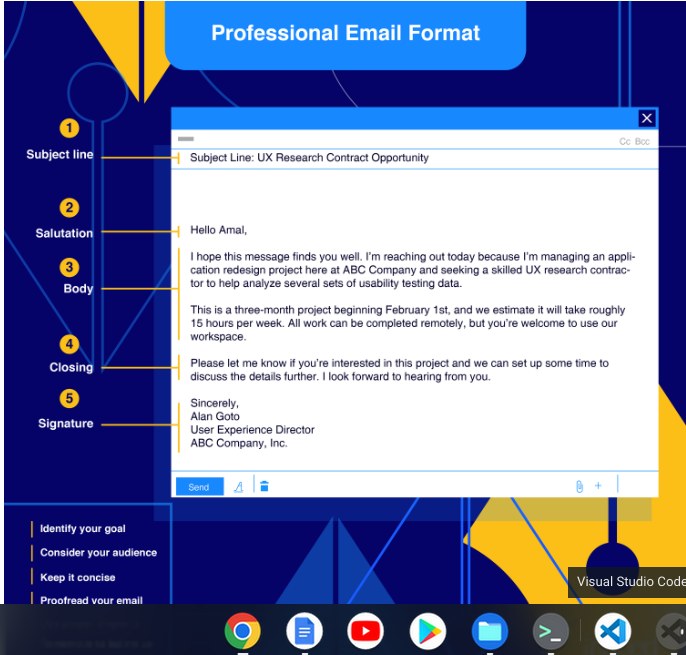 Professional Email Format
Cc Bcc
1
Subject line
Subject Line: UX Research Contract Opportunity
2
Salutation
Hello Amal,
3
Body
I hope this message finds you well. I'm reaching out today because I'm managing an appli-
cation redesign project here at ABC Company and seeking a skilled UX research contrac-
tor to help analyze several sets of usability testing data.
This is a three-month project beginning February 1st, and we estimate it will take roughly
15 hours per week. All work can be completed remotely, but you're welcome to use our
workspace.
4
Closing
Please let me know if you're interested in this project and we can set up some time to
discuss the details further. I look forward to hearing from you.
5
Signature
Sincerely,
Alan Goto
User Experience Director
ABC Company, Inc.
Send
Identify your goal
Consider your audience
Keep it concise
Proofread your email
Visual Studio Code